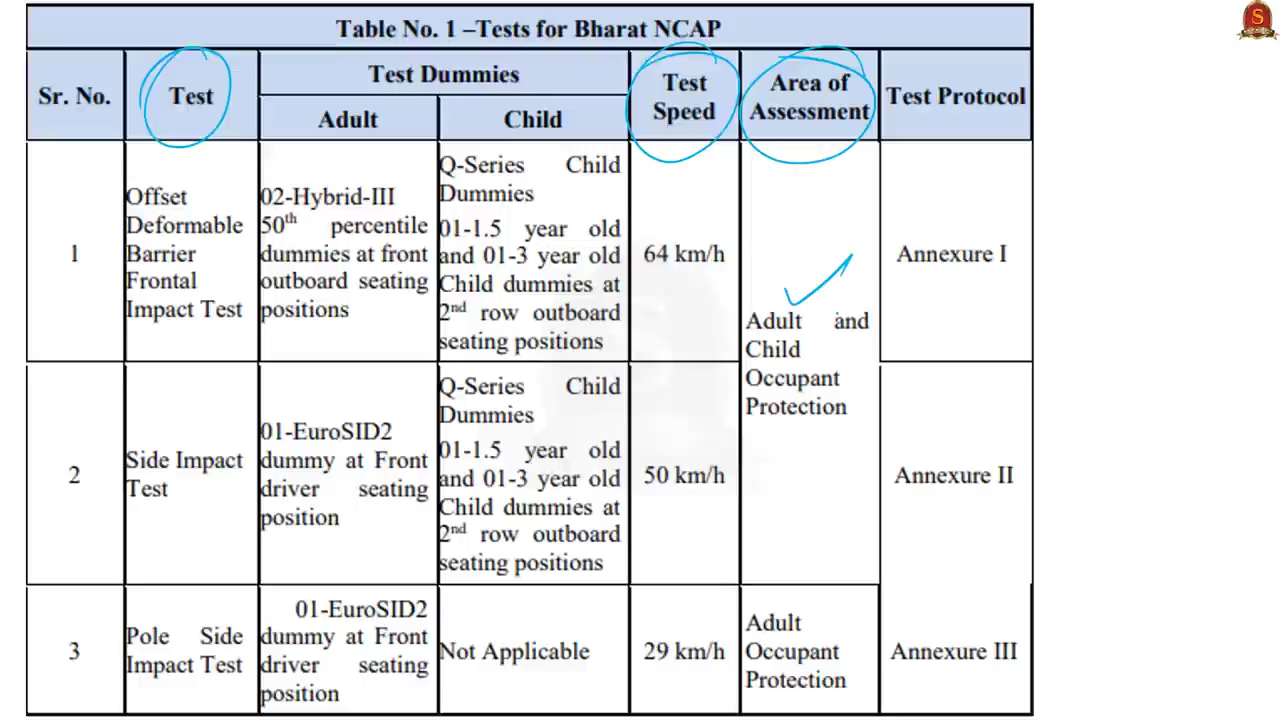 Table No. 1 –Tests for Bharat NCAP
Sr. No.
Test
Test Dummies
Adult
Child
Test
Speed
Area of
Assessment
Test Protocol
1
Offset
Deformable
Barrier
Frontal
Impact Test
02-Hybrid-III
50th percentile
dummies at front
outboard seating
positions
Q-Series Child
Dummies
01-1.5 year old
and 01-3 year old
Child dummies at
2nd row outboard
seating positions
64 km/h
Adult and
Child
Occupant
Protection
Annexure I
2
Side Impact
Test
01-EuroSID2
dummy at Front
driver seating
position
Q-Series Child
Dummies
01-1.5 year old
and 01-3 year old
Child dummies at
2nd row outboard
seating positions
50 km/h
Annexure II
3
Pole Side
Impact Test
01-EuroSID2
dummy at Front
driver seating
position
Not Applicable
29 km/h
Adult
Occupant
Protection
Annexure III
S